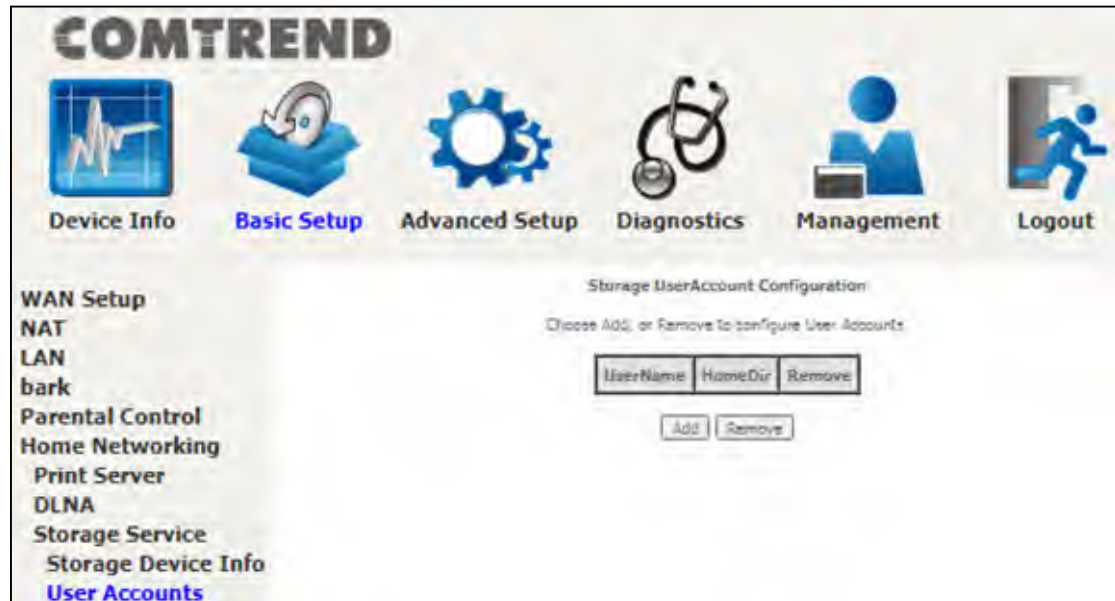 COMTREND
Device Info Basic Setup Advanced Setup Diagnostics Management Logout
WAN Setup
NAT
LAN
bark
Parental Control
Home Networking
Print Server
DLNA
Storage Service
Storage Device Info
User Accounts
Storage UserAccount Configuration
Choose Add, or Remove to configure User Accounts.
UserName HomeDir Remove
Add Remove